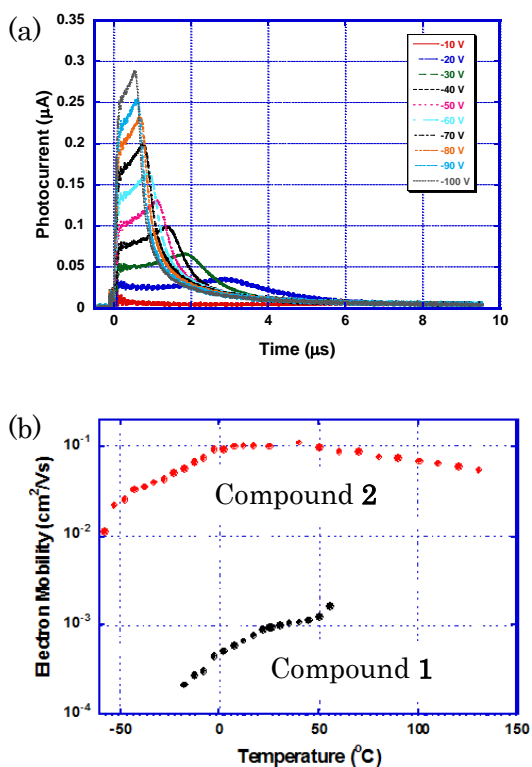 (a)
0.35
0.3
0.25
0.2
0.15
0.1
0.05
0
Photocurrent (μA)
-10 V
-20 V
-30 V
-40 V
-50 V
-60 V
-70 V
-80 V
-90 V
-100 V
0 2 4 6 8 10
Time (μs)
(b)
10⁻¹
10⁻²
10⁻³
10⁻⁴
Electron Mobility (cm²/Vs)
Compound 2
Compound 1
-50 0 50 100 150
Temperature (°C)